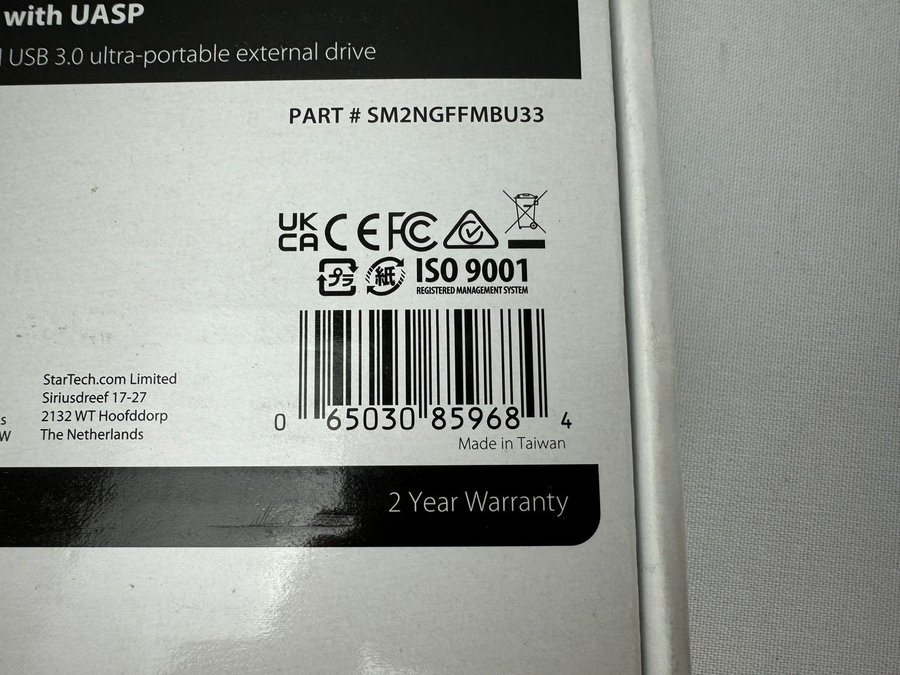 with UASP
USB 3.0 ultra-portable external drive
PART # SM2NGFFMBU33
UK
CA CE FC
プラ 紙 ISO 9001
REGISTERED MANAGEMENT SYSTEM
StarTech.com Limited
Siriusdreef 17-27
2132 WT Hoofddorp
The Netherlands
0 65030 85968 4
Made in Taiwan
2 Year Warranty